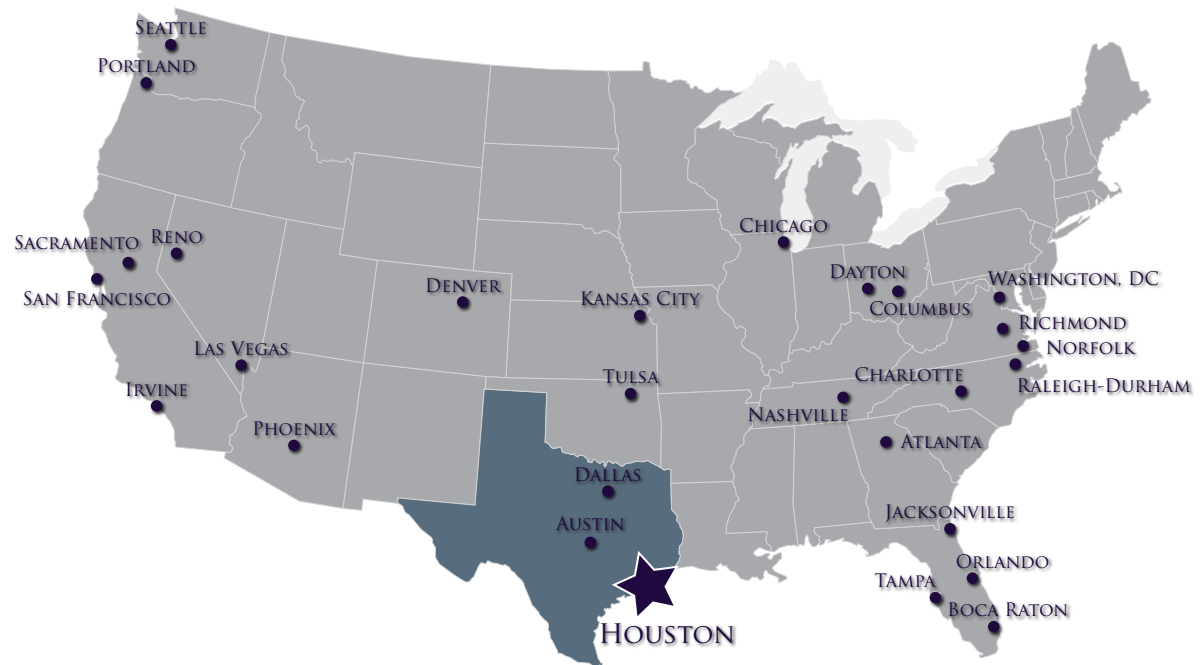 SEATTLE
PORTLAND
CHICAGO
SACRAMENTO
RENO
DAYTON
WASHINGTON, DC
DENVER
KANSAS CITY
SAN FRANCISCO
COLUMBUS
RICHMOND
LAS VEGAS
NORFOLK
TULSA
CHARLOTTE
RALEIGH-DURHAM
IRVINE
NASHVILLE
PHOENIX
ATLANTA
DALLAS
JACKSONVILLE
AUSTIN
ORLANDO
TAMPA
BOCA RATON
HOUSTON